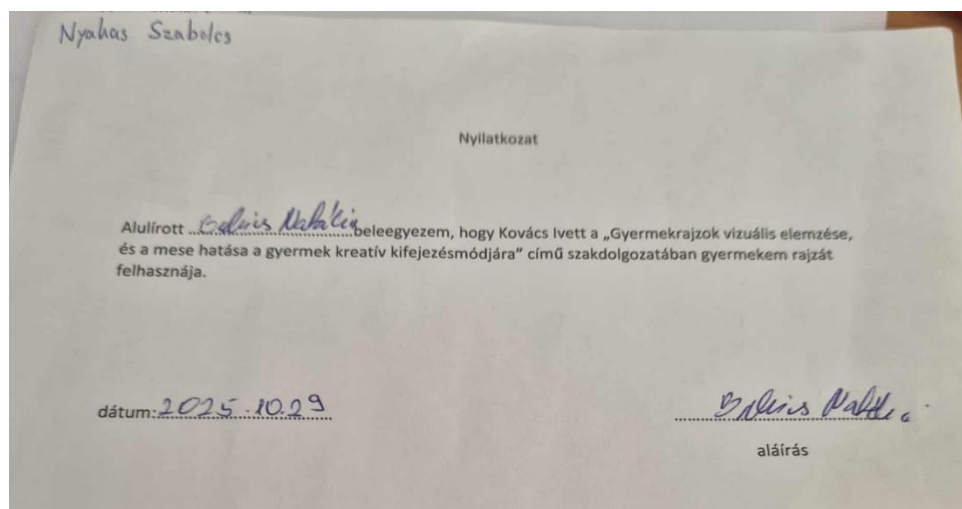 Nyahas Szabolcs
Nyilatkozat
Alulírott ..... Natália beleegyezem, hogy Kovács Ivett a „Gyermekrajzok vizuális elemzése,
és a mese hatása a gyermek kreatív kifejezésmódjára” című szakdolgozatában gyermekem rajzát
felhasználja.
dátum: 2025.10.29
aláírás